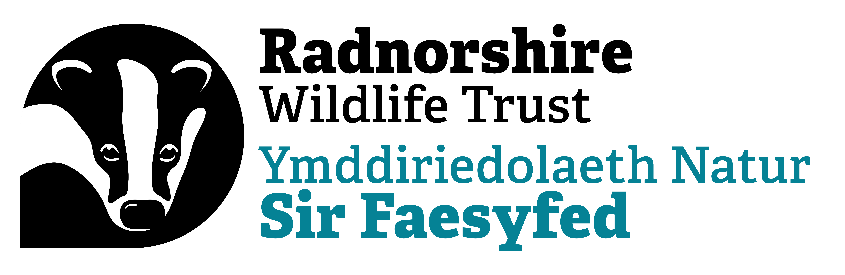 Radnorshire
Wildlife Trust
Ymddiriedolaeth Natur
Sir Faesyfed